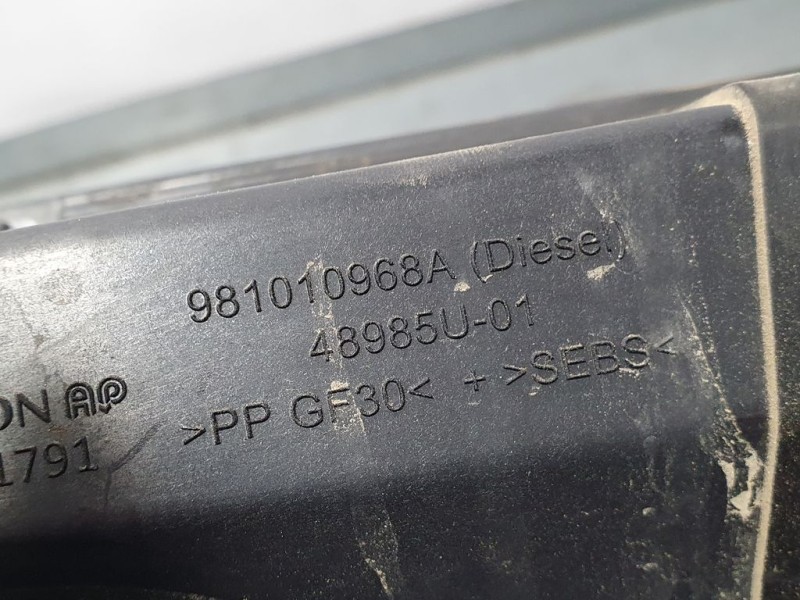 981010968A (Diesel)
48985U-01
>PP GF30< + >SEBS<
ON AP
1791